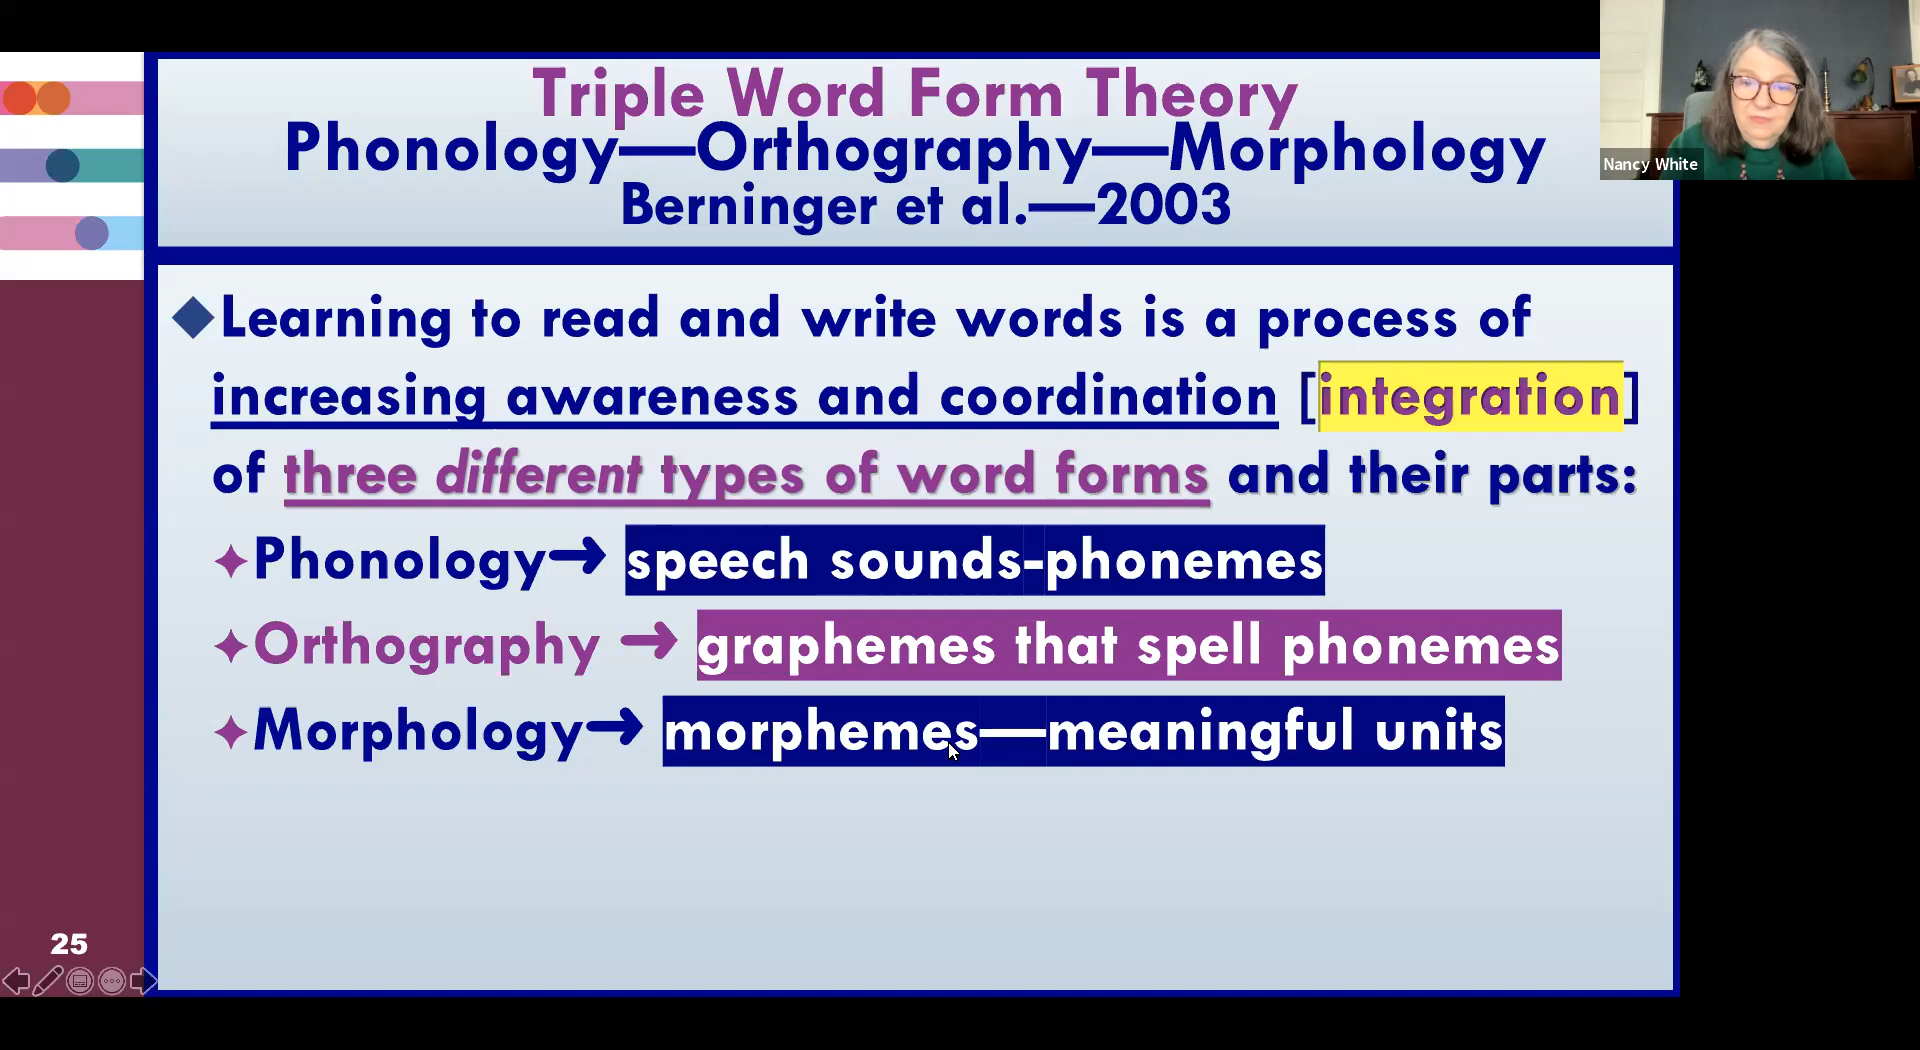 Triple Word Form Theory
Phonology—Orthography—Morphology
Berninger et al.—2003
Nancy White
Learning to read and write words is a process of
increasing awareness and coordination [integration]
of three different types of word forms and their parts:
Phonology→ speech sounds-phonemes
Orthography → graphemes that spell phonemes
Morphology→ morphemes—meaningful units
25